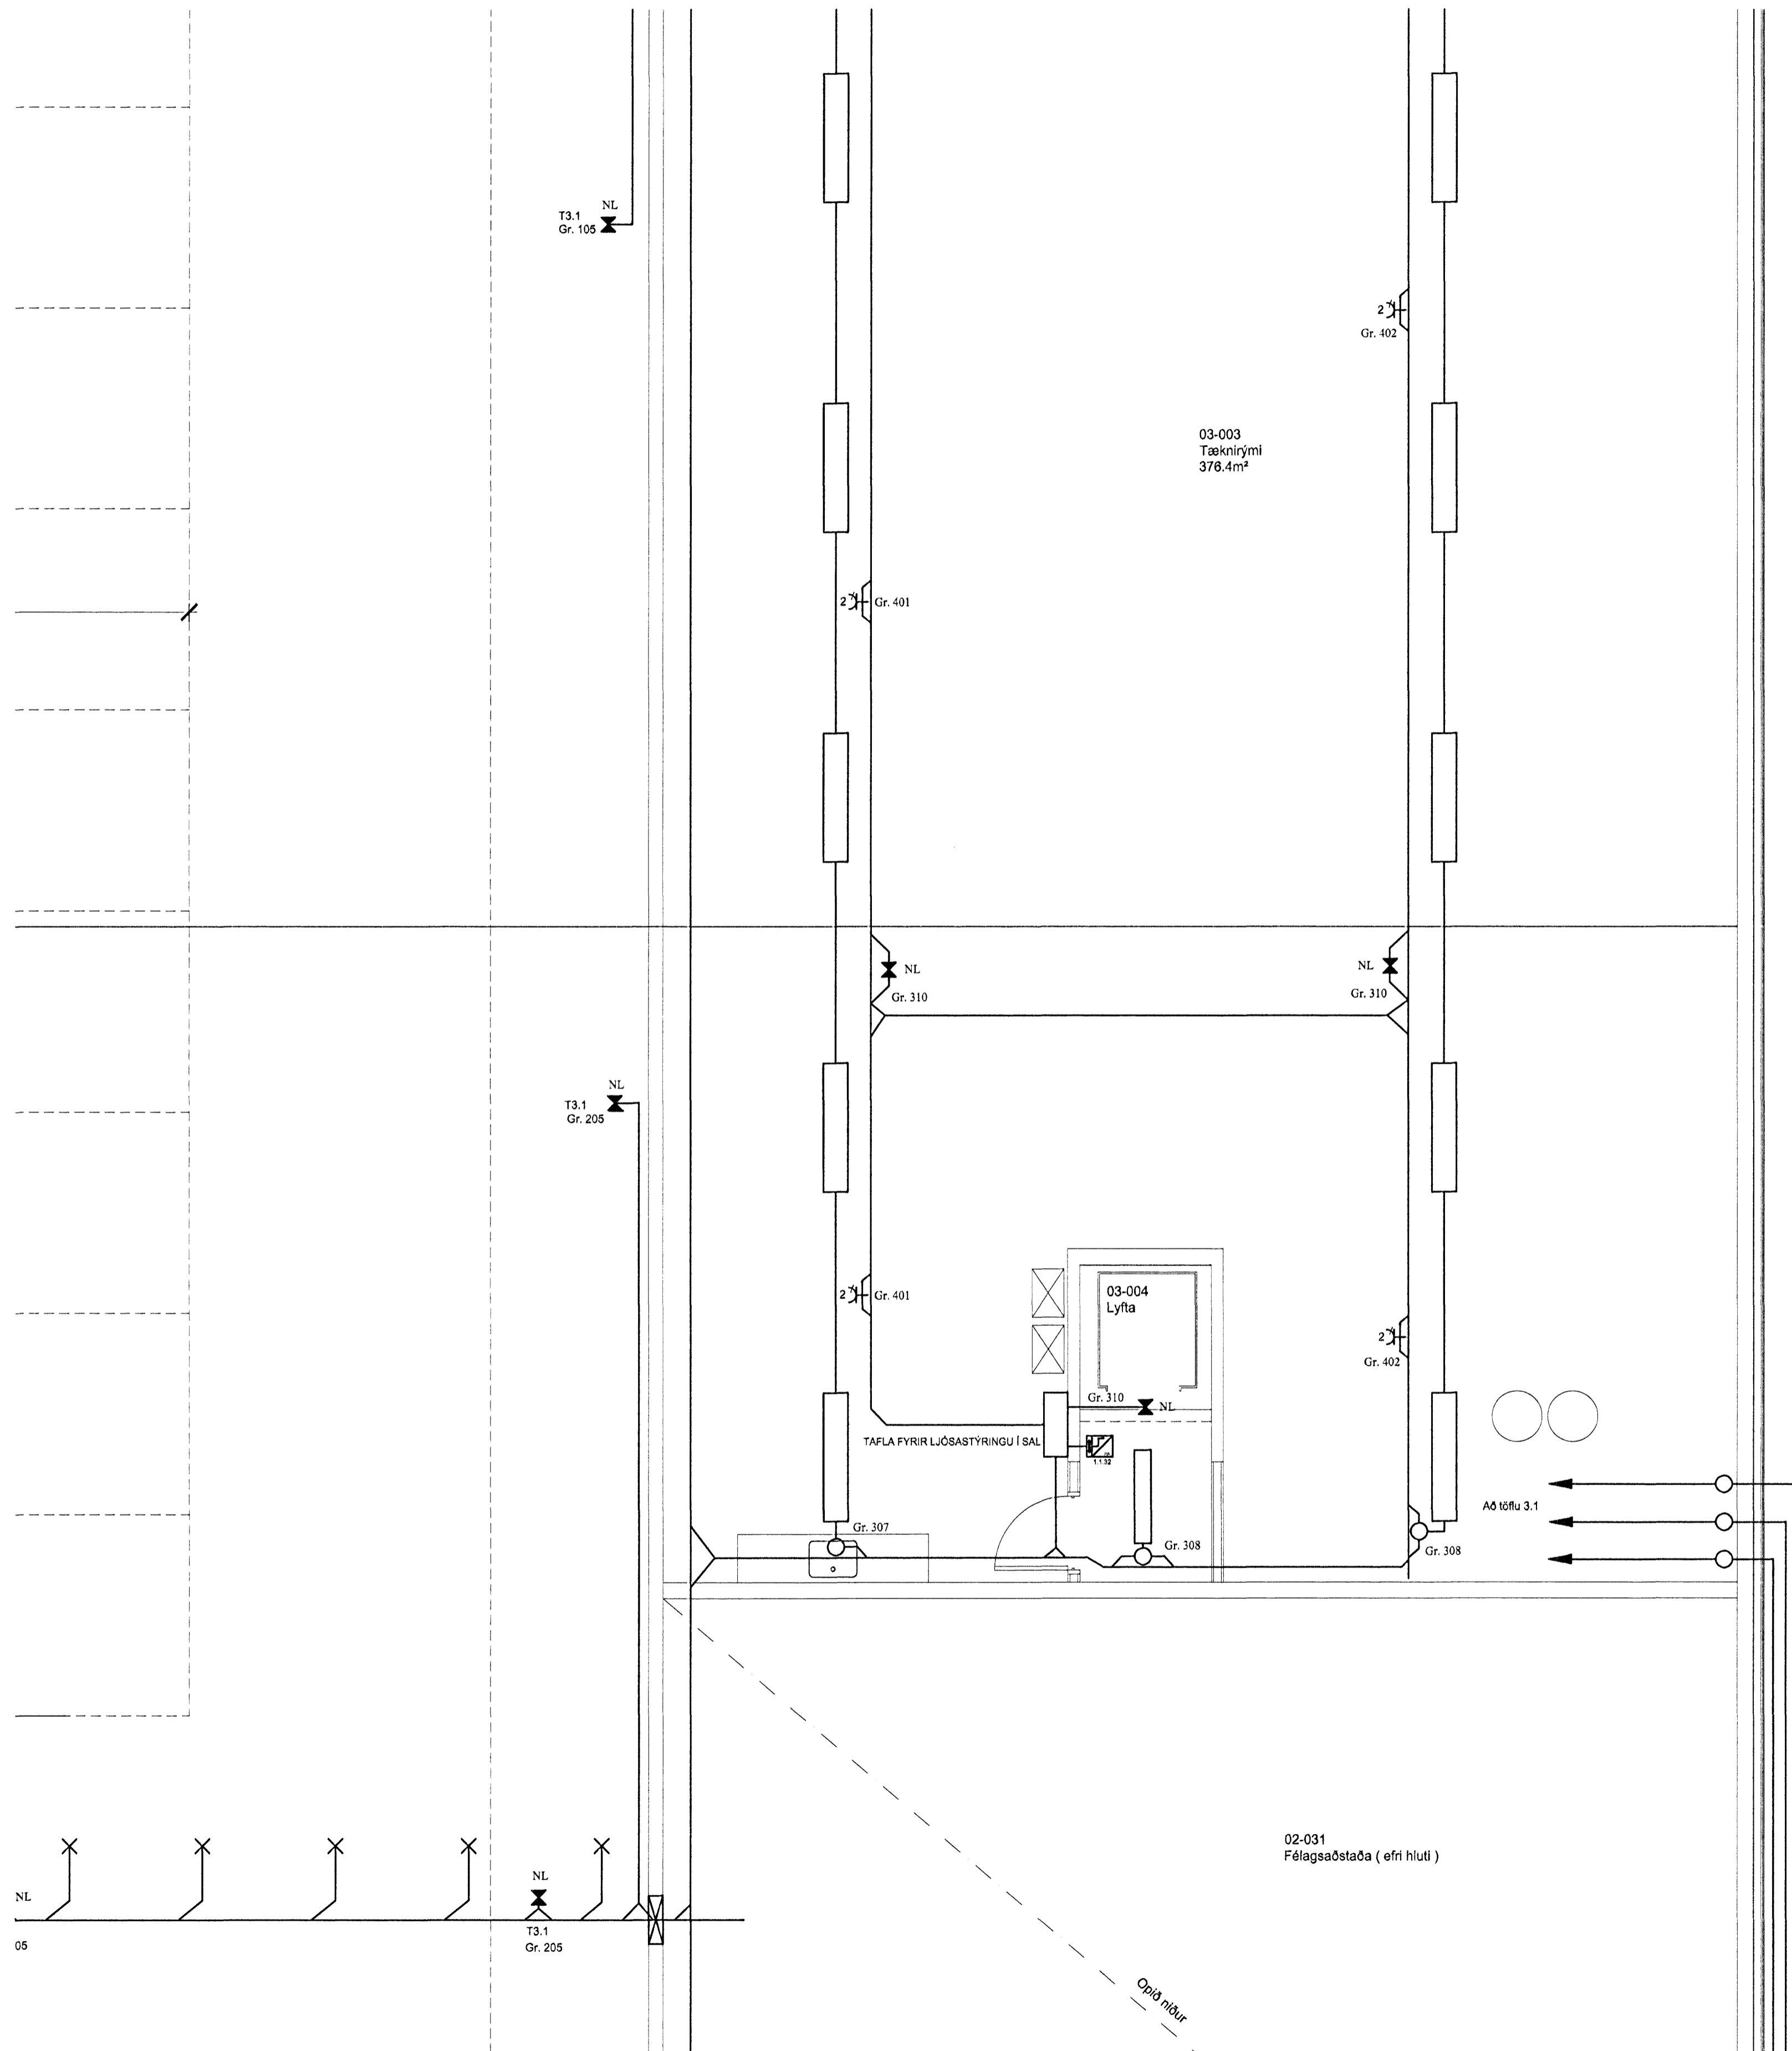 NL
T3.1
Gr. 105
2
Gr. 402
03-003
Tæknirými
376.4m²
2
Gr. 401
NL
Gr. 310
NL
Gr. 310
NL
T3.1
Gr. 205
2
Gr. 401
03-004
Lyfta
2
Gr. 402
Gr. 310
NL
TAFLA FYRIR LJÓSASTÝRINGU Í SAL
1.1.32
Að töflu 3.1
Gr. 307
Gr. 308
Gr. 308
02-031
Félagsaðstaða ( efri hluti )
NL
05
NL
T3.1
Gr. 205
Opið niður